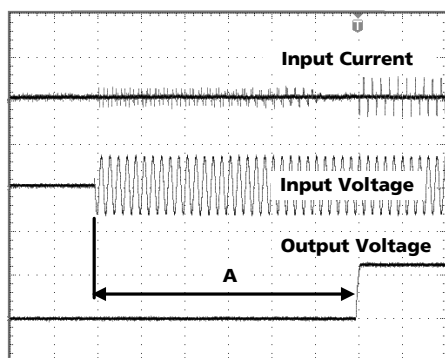 T
Input Current
Input Voltage
Output Voltage
A